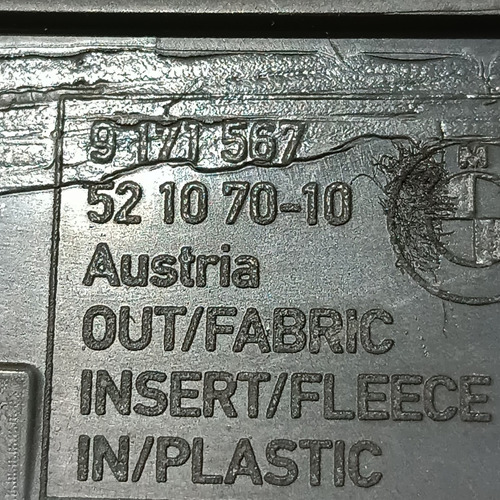 9 171 567
52 10 70-10
Austria
OUT/FABRIC
INSERT/FLEECE
IN/PLASTIC